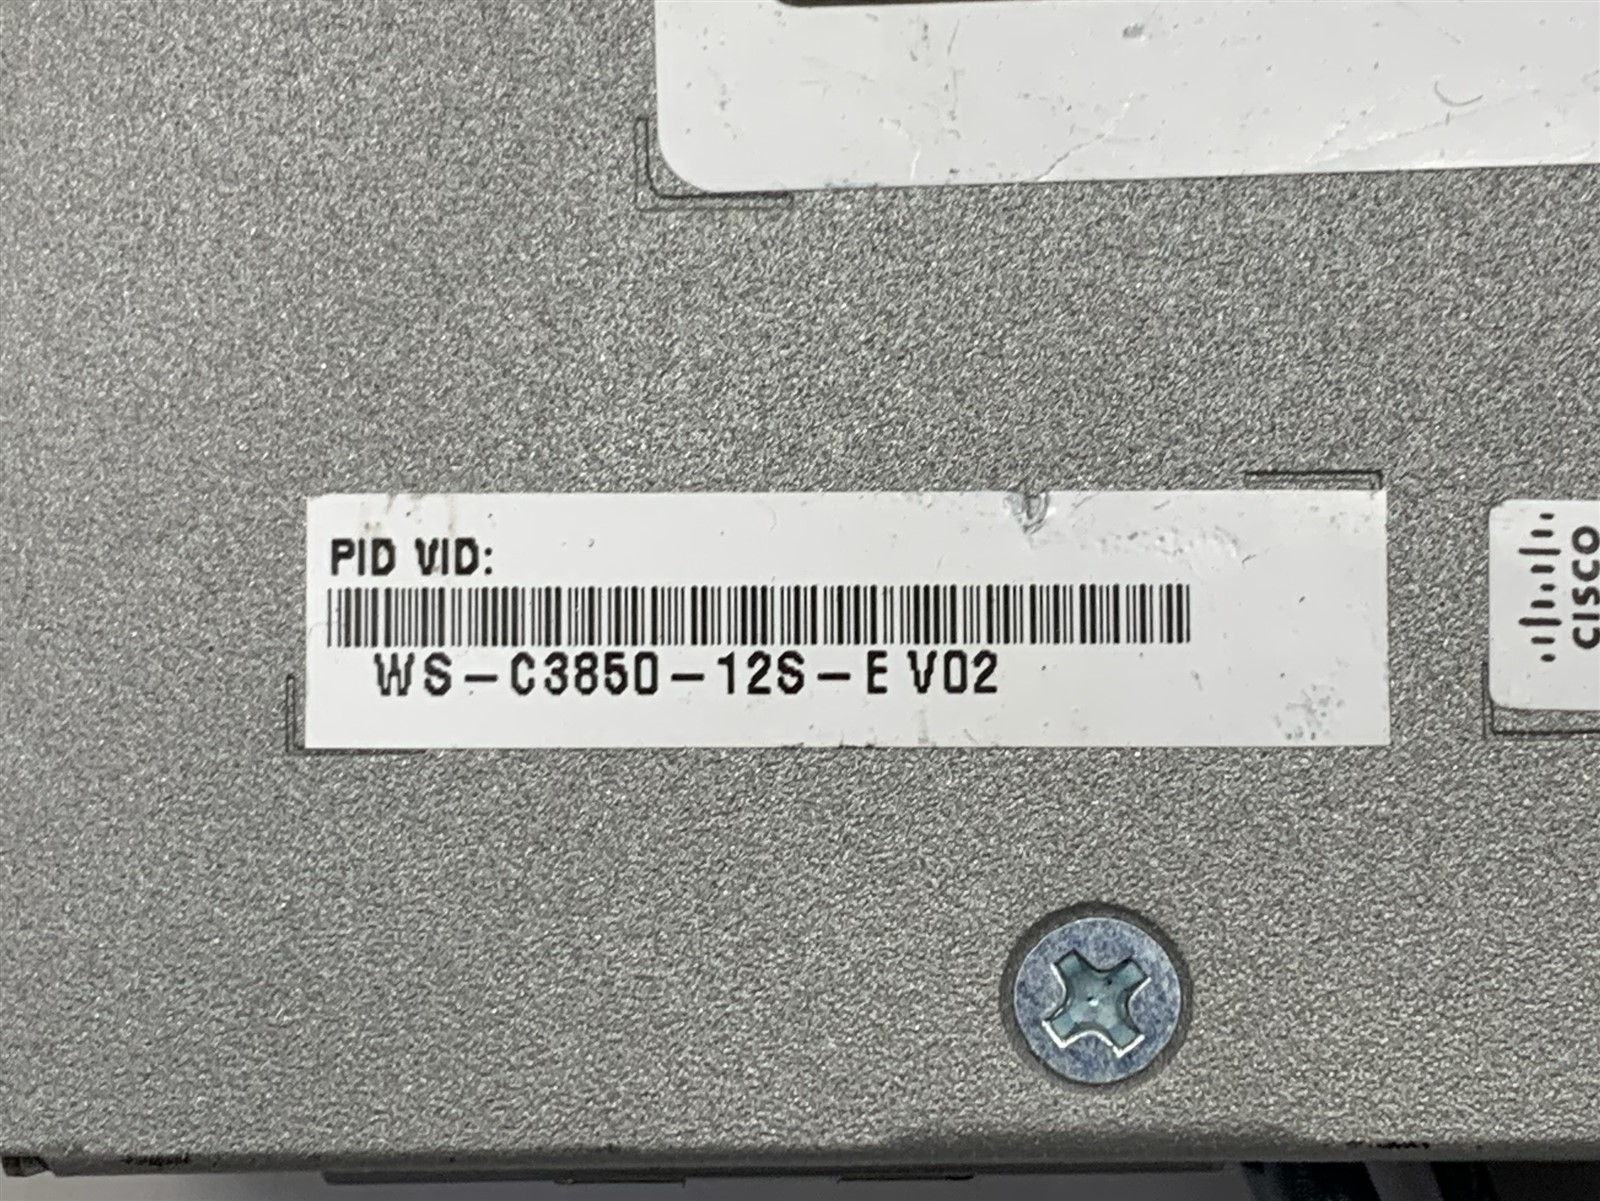 PID VID:
WS-C3850-12S-E V02
CISCO